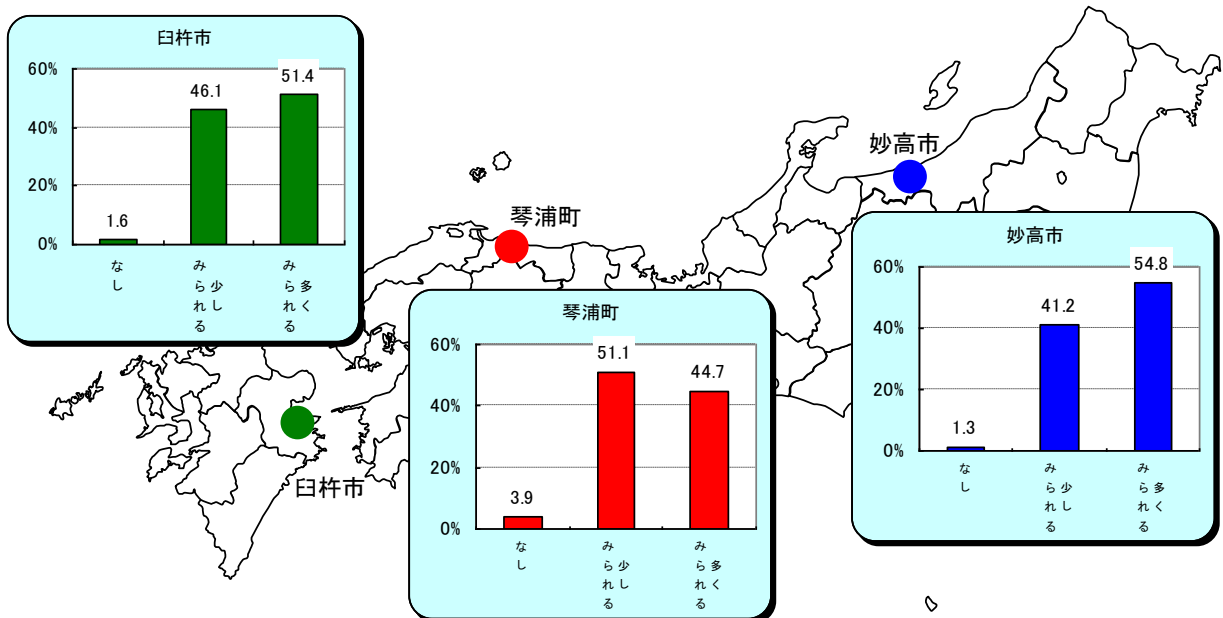 臼杵市
60%
40%
20%
0%
1.6
46.1
51.4
なし
少し
みられる
多く
みられる
琴浦町
妙高市
臼杵市
琴浦町
60%
40%
20%
0%
3.9
51.1
44.7
なし
少し
みられる
多く
みられる
妙高市
60%
40%
20%
0%
1.3
41.2
54.8
なし
少し
みられる
多く
みられる